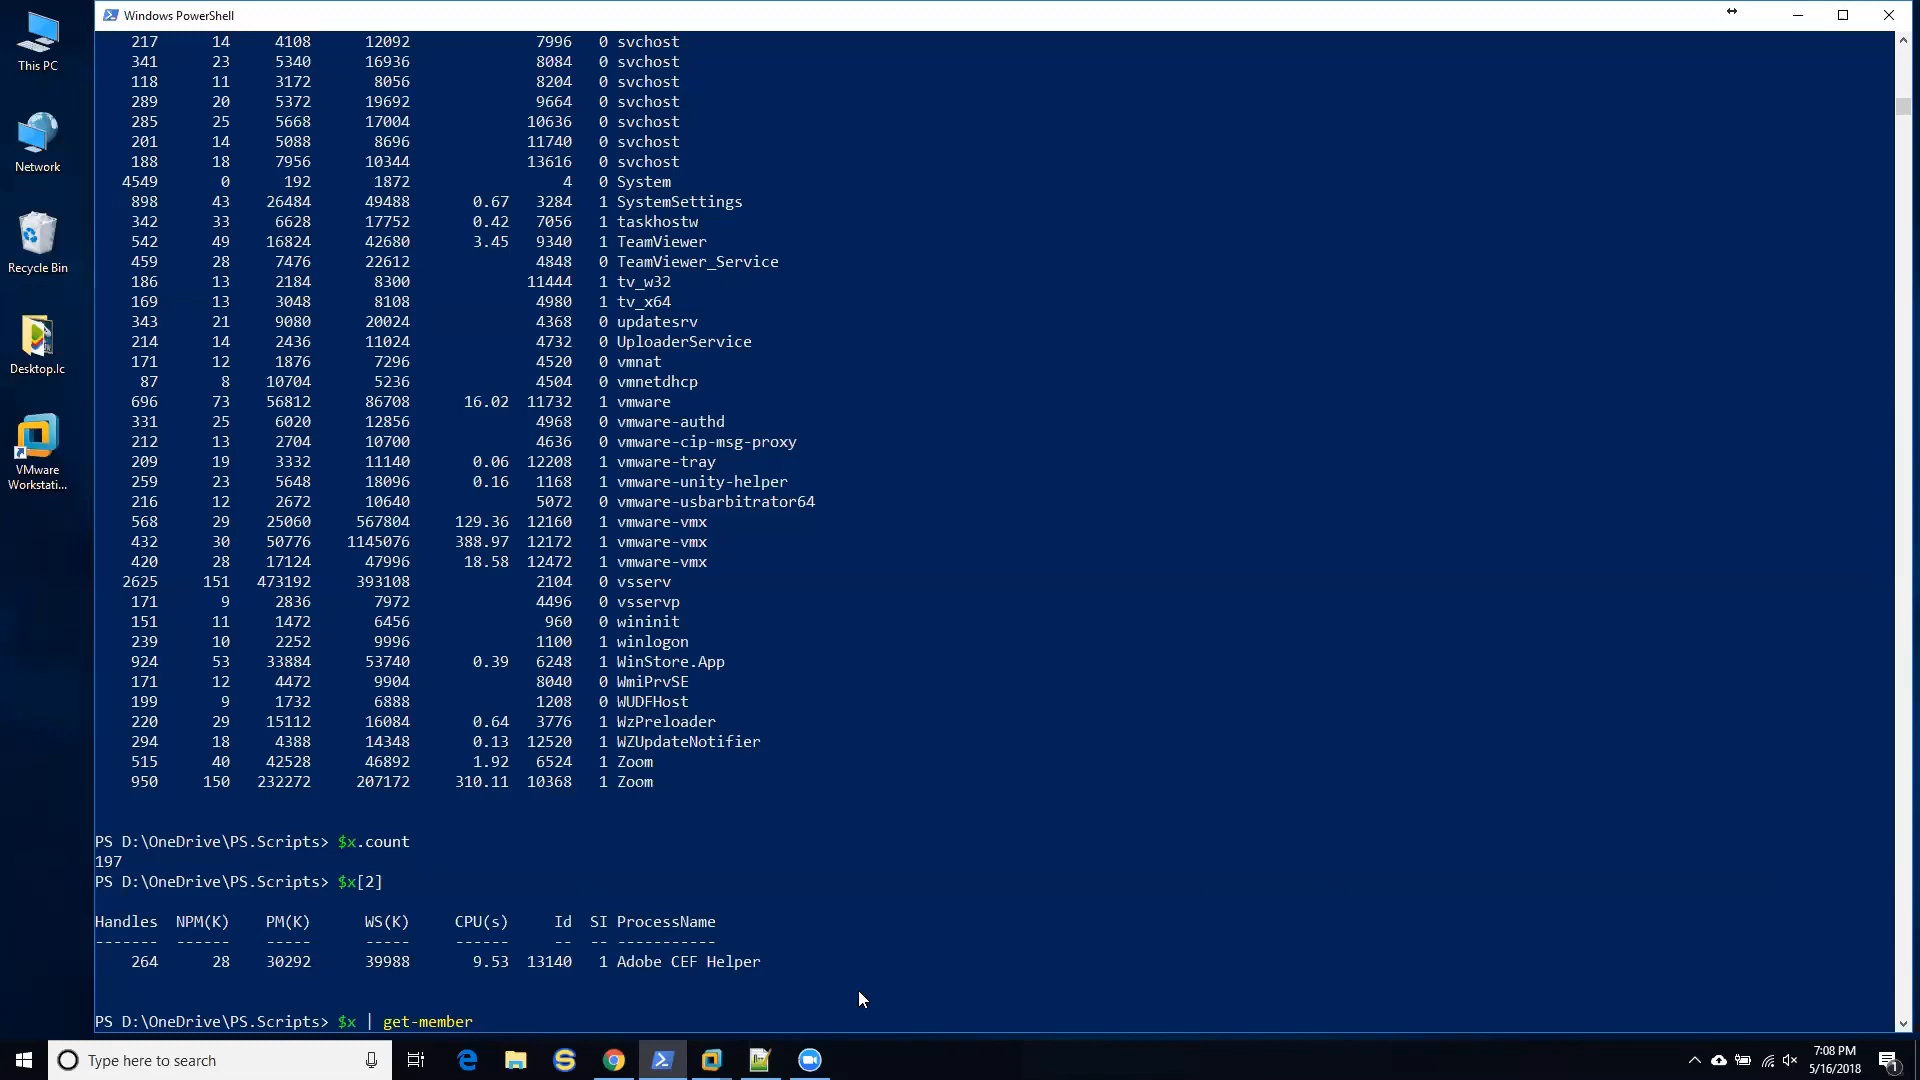 Windows PowerShell
This PC
Network
Recycle Bin
Desktop.lc
VMware
Workstati...
217 14 4108 12092 7996 0 svchost
341 23 5340 16936 8084 0 svchost
118 11 3172 8056 8204 0 svchost
289 20 5372 19692 9664 0 svchost
285 25 5668 17004 10636 0 svchost
201 14 5088 8696 11740 0 svchost
188 18 7956 10344 13616 0 svchost
4549 0 192 1872 4 0 System
898 43 26484 49488 0.67 3284 1 SystemSettings
342 33 6628 17752 0.42 7056 1 taskhostw
542 49 16824 42680 3.45 9340 1 TeamViewer
459 28 7476 22612 4848 0 TeamViewer_Service
186 13 2184 8300 11444 1 tv_w32
169 13 3048 8108 4980 1 tv_x64
343 21 9080 20024 4368 0 updatesrv
214 14 2436 11024 4732 0 UploaderService
171 12 1876 7296 4520 0 vmnat
87 8 10704 5236 4504 0 vmnetdhcp
696 73 56812 86708 16.02 11732 1 vmware
331 25 6020 12856 4968 0 vmware-authd
212 13 2704 10700 4636 0 vmware-cip-msg-proxy
209 19 3332 11140 0.06 12208 1 vmware-tray
259 23 5648 18096 0.16 1168 1 vmware-unity-helper
216 12 2672 10640 5072 0 vmware-usbarbitrator64
568 29 25060 567804 129.36 12160 1 vmware-vmx
432 30 50776 1145076 388.97 12172 1 vmware-vmx
420 28 17124 47996 18.58 12472 1 vmware-vmx
2625 151 473192 393108 2104 0 vsserv
171 9 2836 7972 4496 0 vsservp
151 11 1472 6456 960 0 wininit
239 10 2252 9996 1100 1 winlogon
924 53 33884 53740 0.39 6248 1 WinStore.App
171 12 4472 9904 8040 0 WmiPrvSE
199 9 1732 6888 1208 0 WUDFHost
220 29 15112 16084 0.64 3776 1 WzPreloader
294 18 4388 14348 0.13 12520 1 WZUpdateNotifier
515 40 42528 46892 1.92 6524 1 Zoom
950 150 232272 207172 310.11 10368 1 Zoom
PS D:\OneDrive\PS.Scripts> $x.count
197
PS D:\OneDrive\PS.Scripts> $x[2]
Handles NPM(K) PM(K) WS(K) CPU(s) Id SI ProcessName
------- ------ ----- ----- ------ -- -- -----------
264 28 30292 39988 9.53 13140 1 Adobe CEF Helper
PS D:\OneDrive\PS.Scripts> $x | get-member
Type here to search
7:08 PM
5/16/2018
1